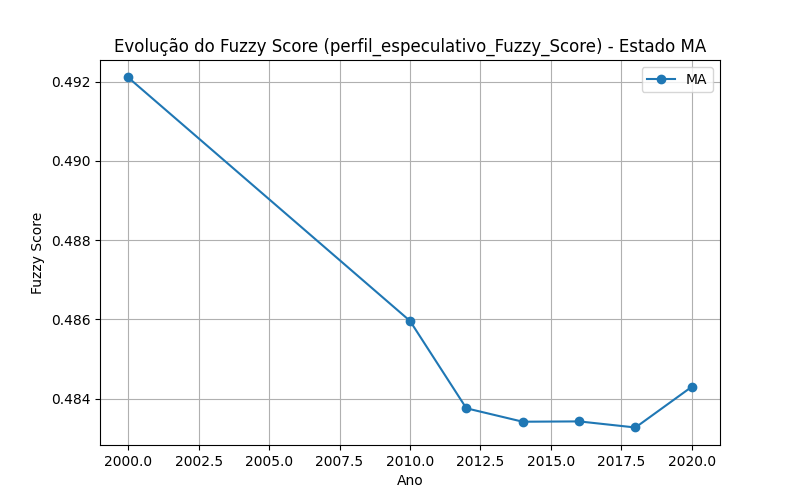 Evolução do Fuzzy Score (perfil_especulativo_Fuzzy_Score) - Estado MA
MA
0.492
0.490
0.488
0.486
0.484
Fuzzy Score
2000.0 2002.5 2005.0 2007.5 2010.0 2012.5 2015.0 2017.5 2020.0
Ano